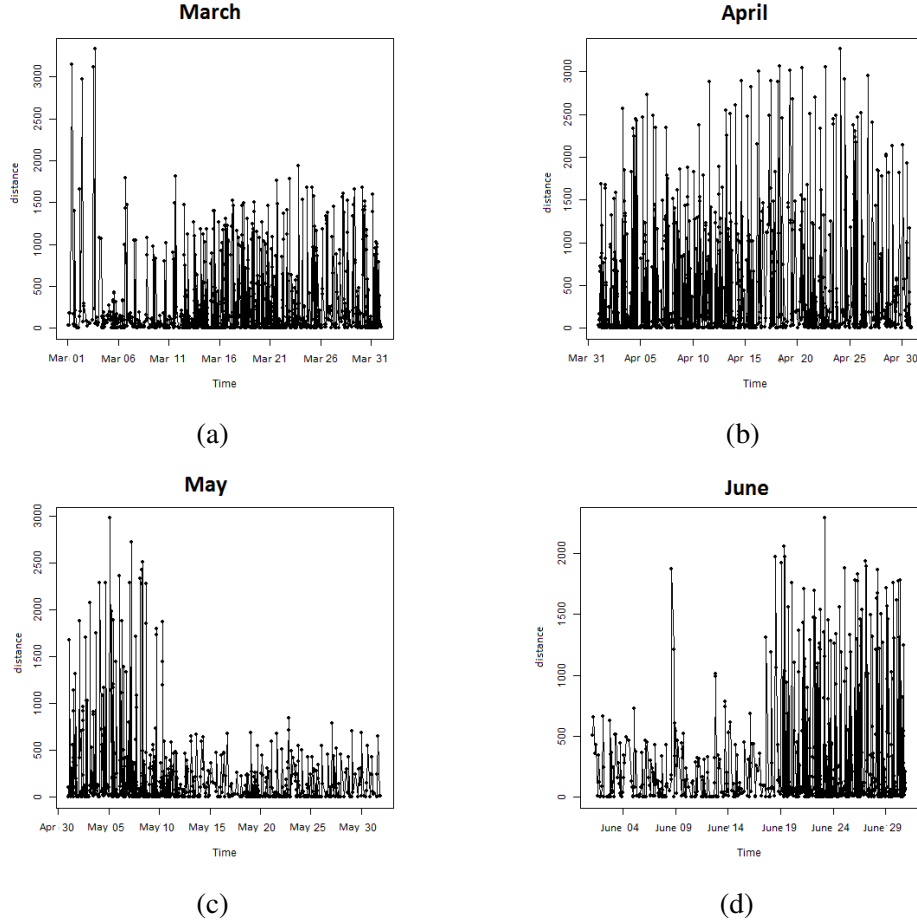 March
April
distance
0 500 1000 1500 2000 2500 3000
Mar 01 Mar 06 Mar 11 Mar 16 Mar 21 Mar 26 Mar 31
Time
distance
0 500 1000 1500 2000 2500 3000
Mar 31 Apr 05 Apr 10 Apr 15 Apr 20 Apr 25 Apr 30
Time
(a)
(b)
May
June
distance
0 500 1000 1500 2000 2500 3000
Apr 30 May 05 May 10 May 15 May 20 May 25 May 30
Time
distance
0 500 1000 1500 2000
June 04 June 09 June 14 June 19 June 24 June 29
Time
(c)
(d)